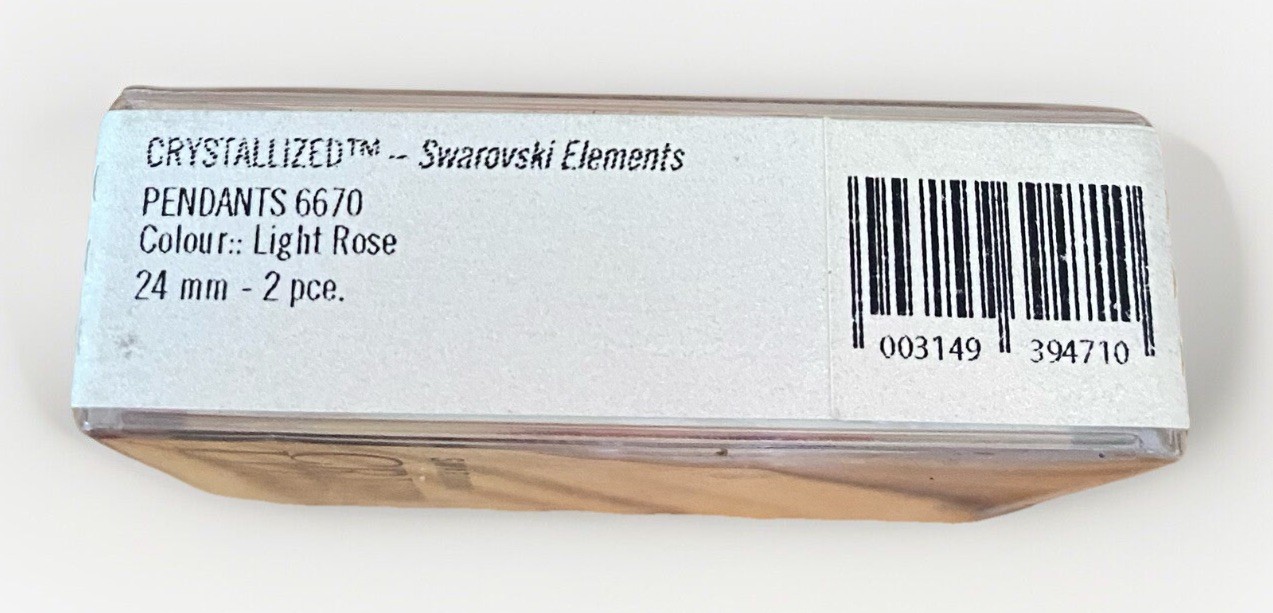 CRYSTALLIZED™ -- Swarovski Elements
PENDANTS 6670
Colour:: Light Rose
24 mm - 2 pce.
003149 394710